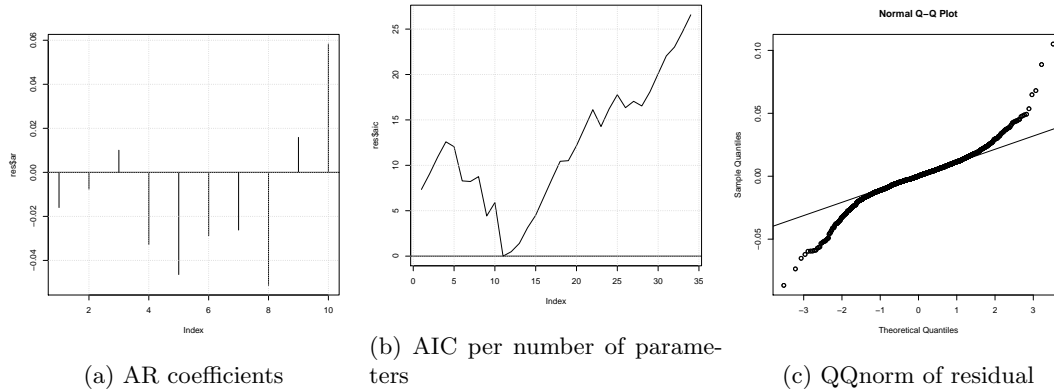 Normal Q−Q Plot
res$ar
−0.04 −0.02 0.00 0.02 0.04 0.06
2 4 6 8 10
Index
res$aic
0 5 10 15 20 25
0 5 10 15 20 25 30 35
Index
Sample Quantiles
−0.05 0.00 0.05 0.10
−3 −2 −1 0 1 2 3
Theoretical Quantiles
(a) AR coefficients
(b) AIC per number of parame-
ters
(c) QQnorm of residual